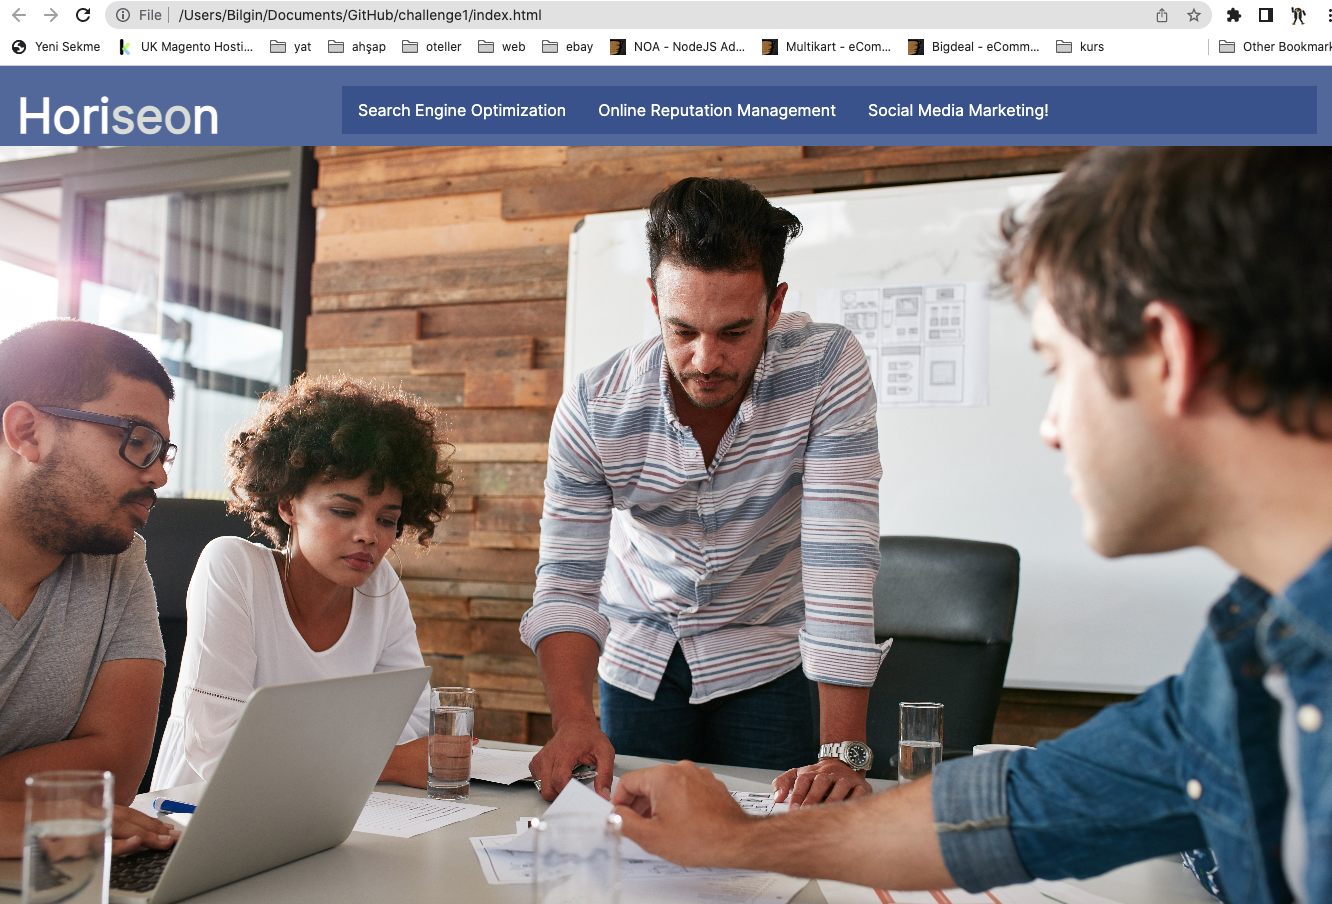 File /Users/Bilgin/Documents/GitHub/challenge1/index.html
Yeni Sekme UK Magento Hosti... yat ahşap oteller web ebay NOA - NodeJS Ad... Multikart - eCom... Bigdeal - eComm... kurs Other Bookmark
Horiseon Search Engine Optimization Online Reputation Management Social Media Marketing!